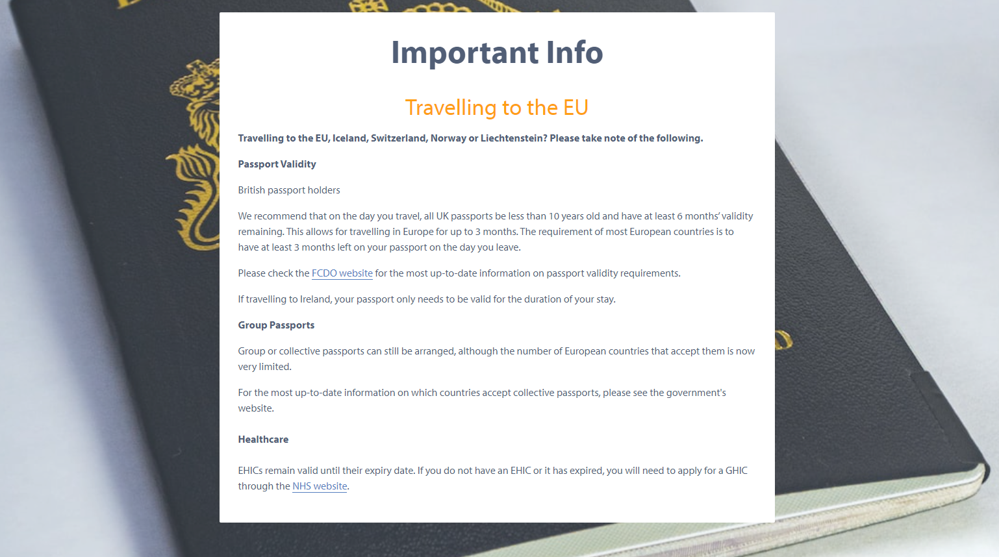 Important Info
Travelling to the EU
Travelling to the EU, Iceland, Switzerland, Norway or Liechtenstein? Please take note of the following.
Passport Validity
British passport holders
We recommend that on the day you travel, all UK passports be less than 10 years old and have at least 6 months’ validity
remaining. This allows for travelling in Europe for up to 3 months. The requirement of most European countries is to
have at least 3 months left on your passport on the day you leave.
Please check the FCDO website for the most up-to-date information on passport validity requirements.
If travelling to Ireland, your passport only needs to be valid for the duration of your stay.
Group Passports
Group or collective passports can still be arranged, although the number of European countries that accept them is now
very limited.
For the most up-to-date information on which countries accept collective passports, please see the government's
website.
Healthcare
EHICs remain valid until their expiry date. If you do not have an EHIC or it has expired, you will need to apply for a GHIC
through the NHS website.